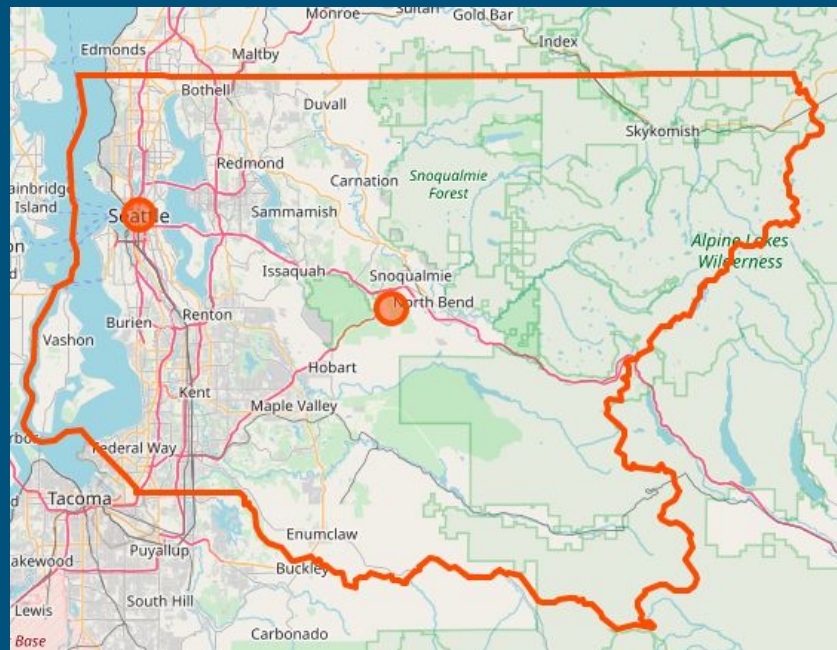 Monroe
Sultan
Gold Bar
Edmonds
Maltby
Index
Bothell
Duvall
Skykomish
Redmond
Carnation
Snoqualmie
Forest
Island
Sammamish
Seattle
Alpine Lakes
Wilderness
Issaquah
Snoqualmie
North Bend
Burien
Renton
Vashon
Hobart
Kent
Maple Valley
Federal Way
Tacoma
Enumclaw
Puyallup
Buckley
Lakewood
South Hill
Lewis
Carbonado
Base